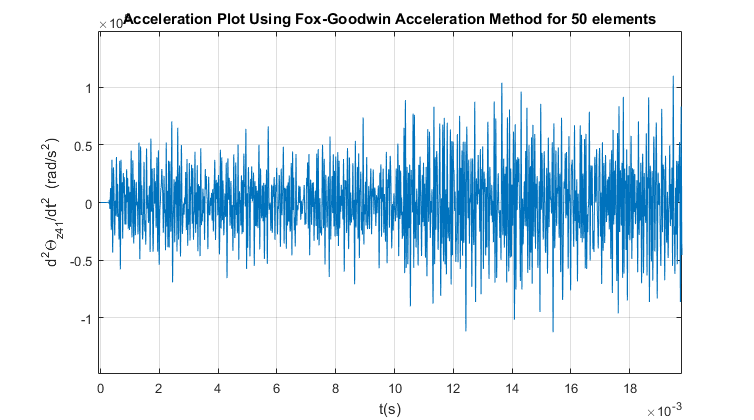 ×10
Acceleration Plot Using Fox-Goodwin Acceleration Method for 50 elements
1
0.5
0
-0.5
-1
d²Θz41/dt² (rad/s²)
0 2 4 6 8 10 12 14 16 18
t(s)
×10⁻³